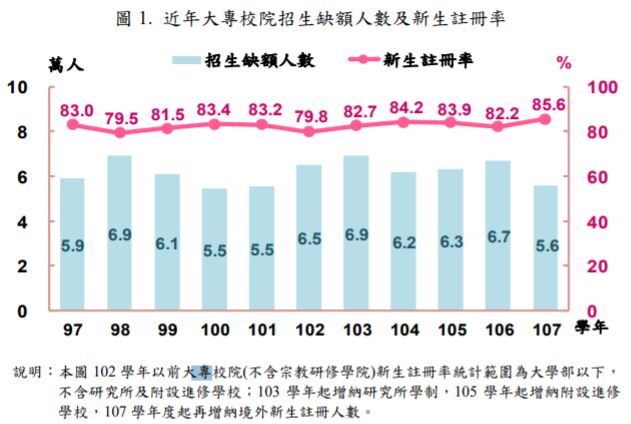 圖 1. 近年大專校院招生缺額人數及新生註冊率
萬人 招生缺額人數 新生註冊率 %
10 100
83.0 79.5 81.5 83.4 83.2 79.8 82.7 84.2 83.9 82.2 85.6
8 80
6 60
4 40
5.9 6.9 6.1 5.5 5.5 6.5 6.9 6.2 6.3 6.7 5.6
2 20
0 0
97 98 99 100 101 102 103 104 105 106 107 學年
說明：本圖 102 學年以前大專校院(不含宗教研修學院)新生註冊率統計範圍為大學部以下，
不含研究所及附設進修學校；103 學年起增納研究所學制，105 學年起增納附設進修
學校，107 學年度起再增納境外新生註冊人數。